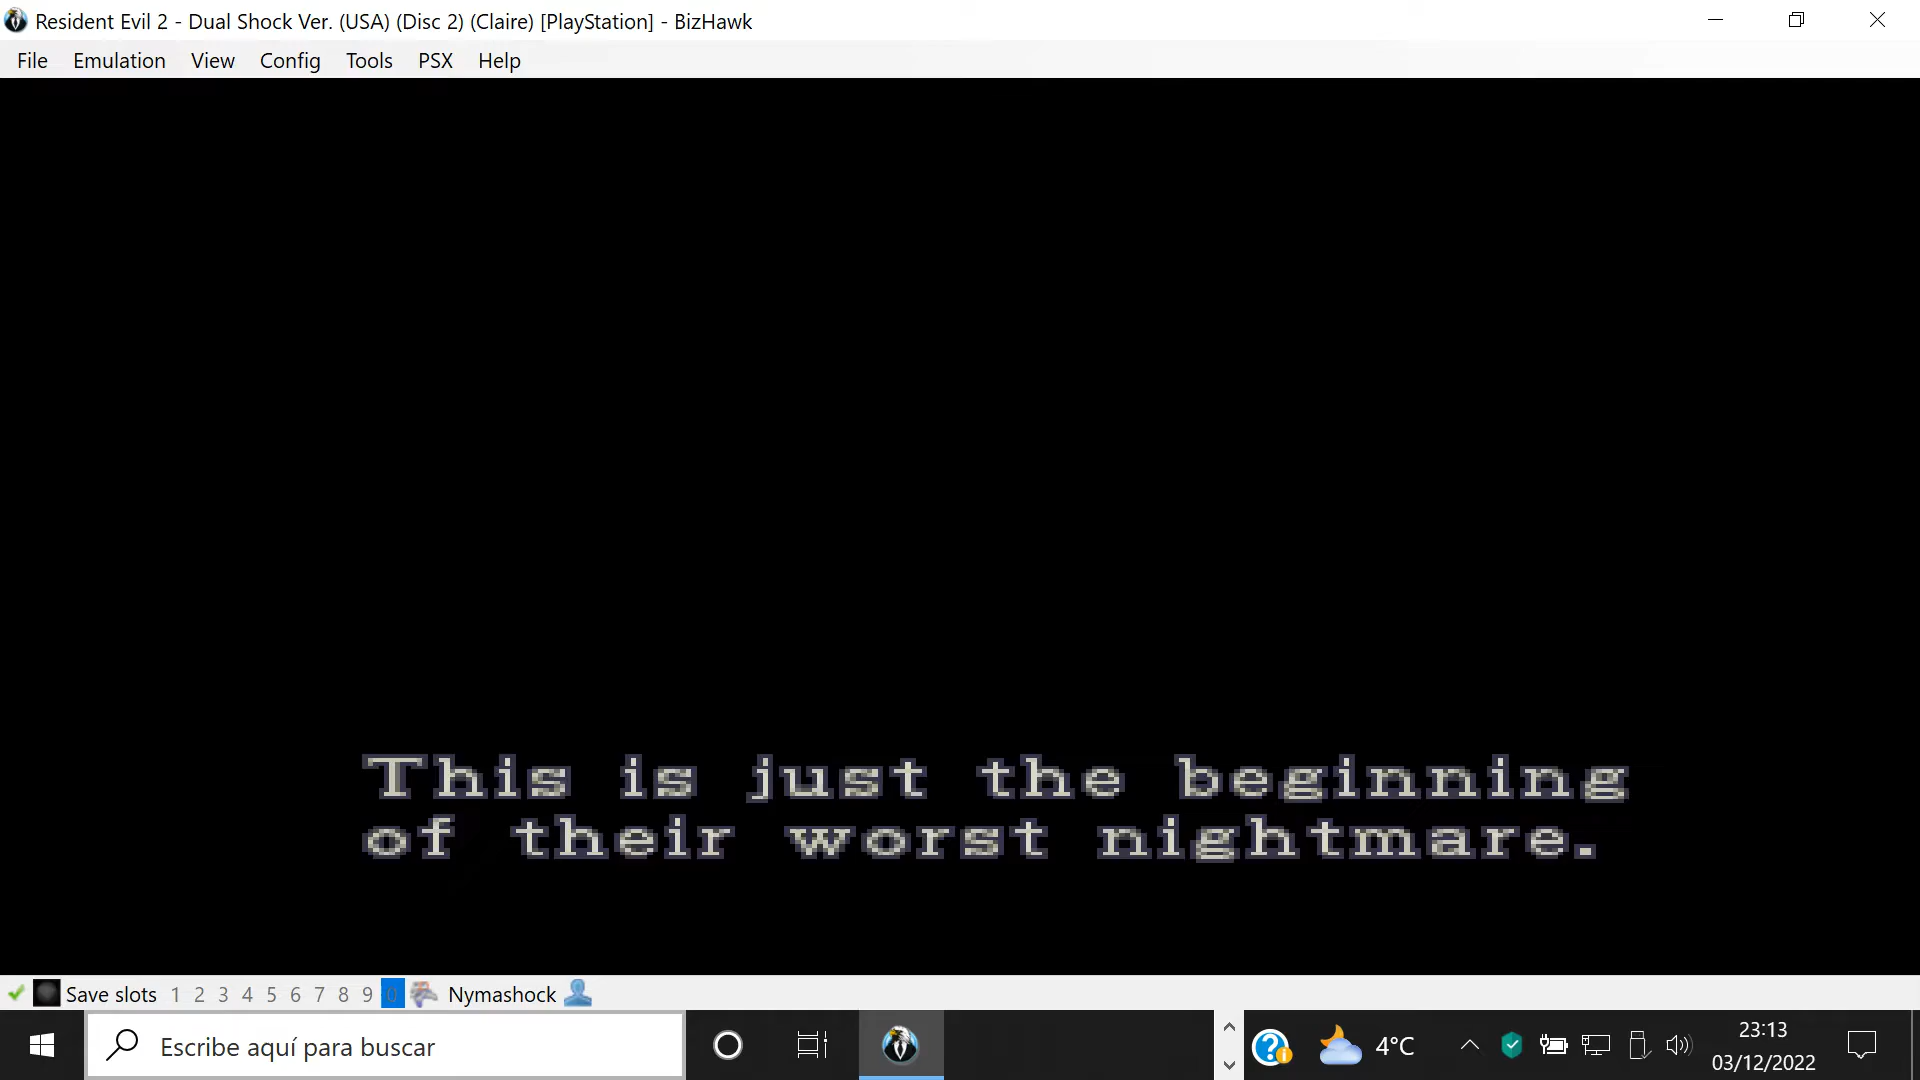 Resident Evil 2 - Dual Shock Ver. (USA) (Disc 2) (Claire) [PlayStation] - BizHawk
File Emulation View Config Tools PSX Help
This is just the beginning
of their worst nightmare.
Save slots 1 2 3 4 5 6 7 8 9 0 Nymashock
Escribe aquí para buscar
4°C
23:13
03/12/2022